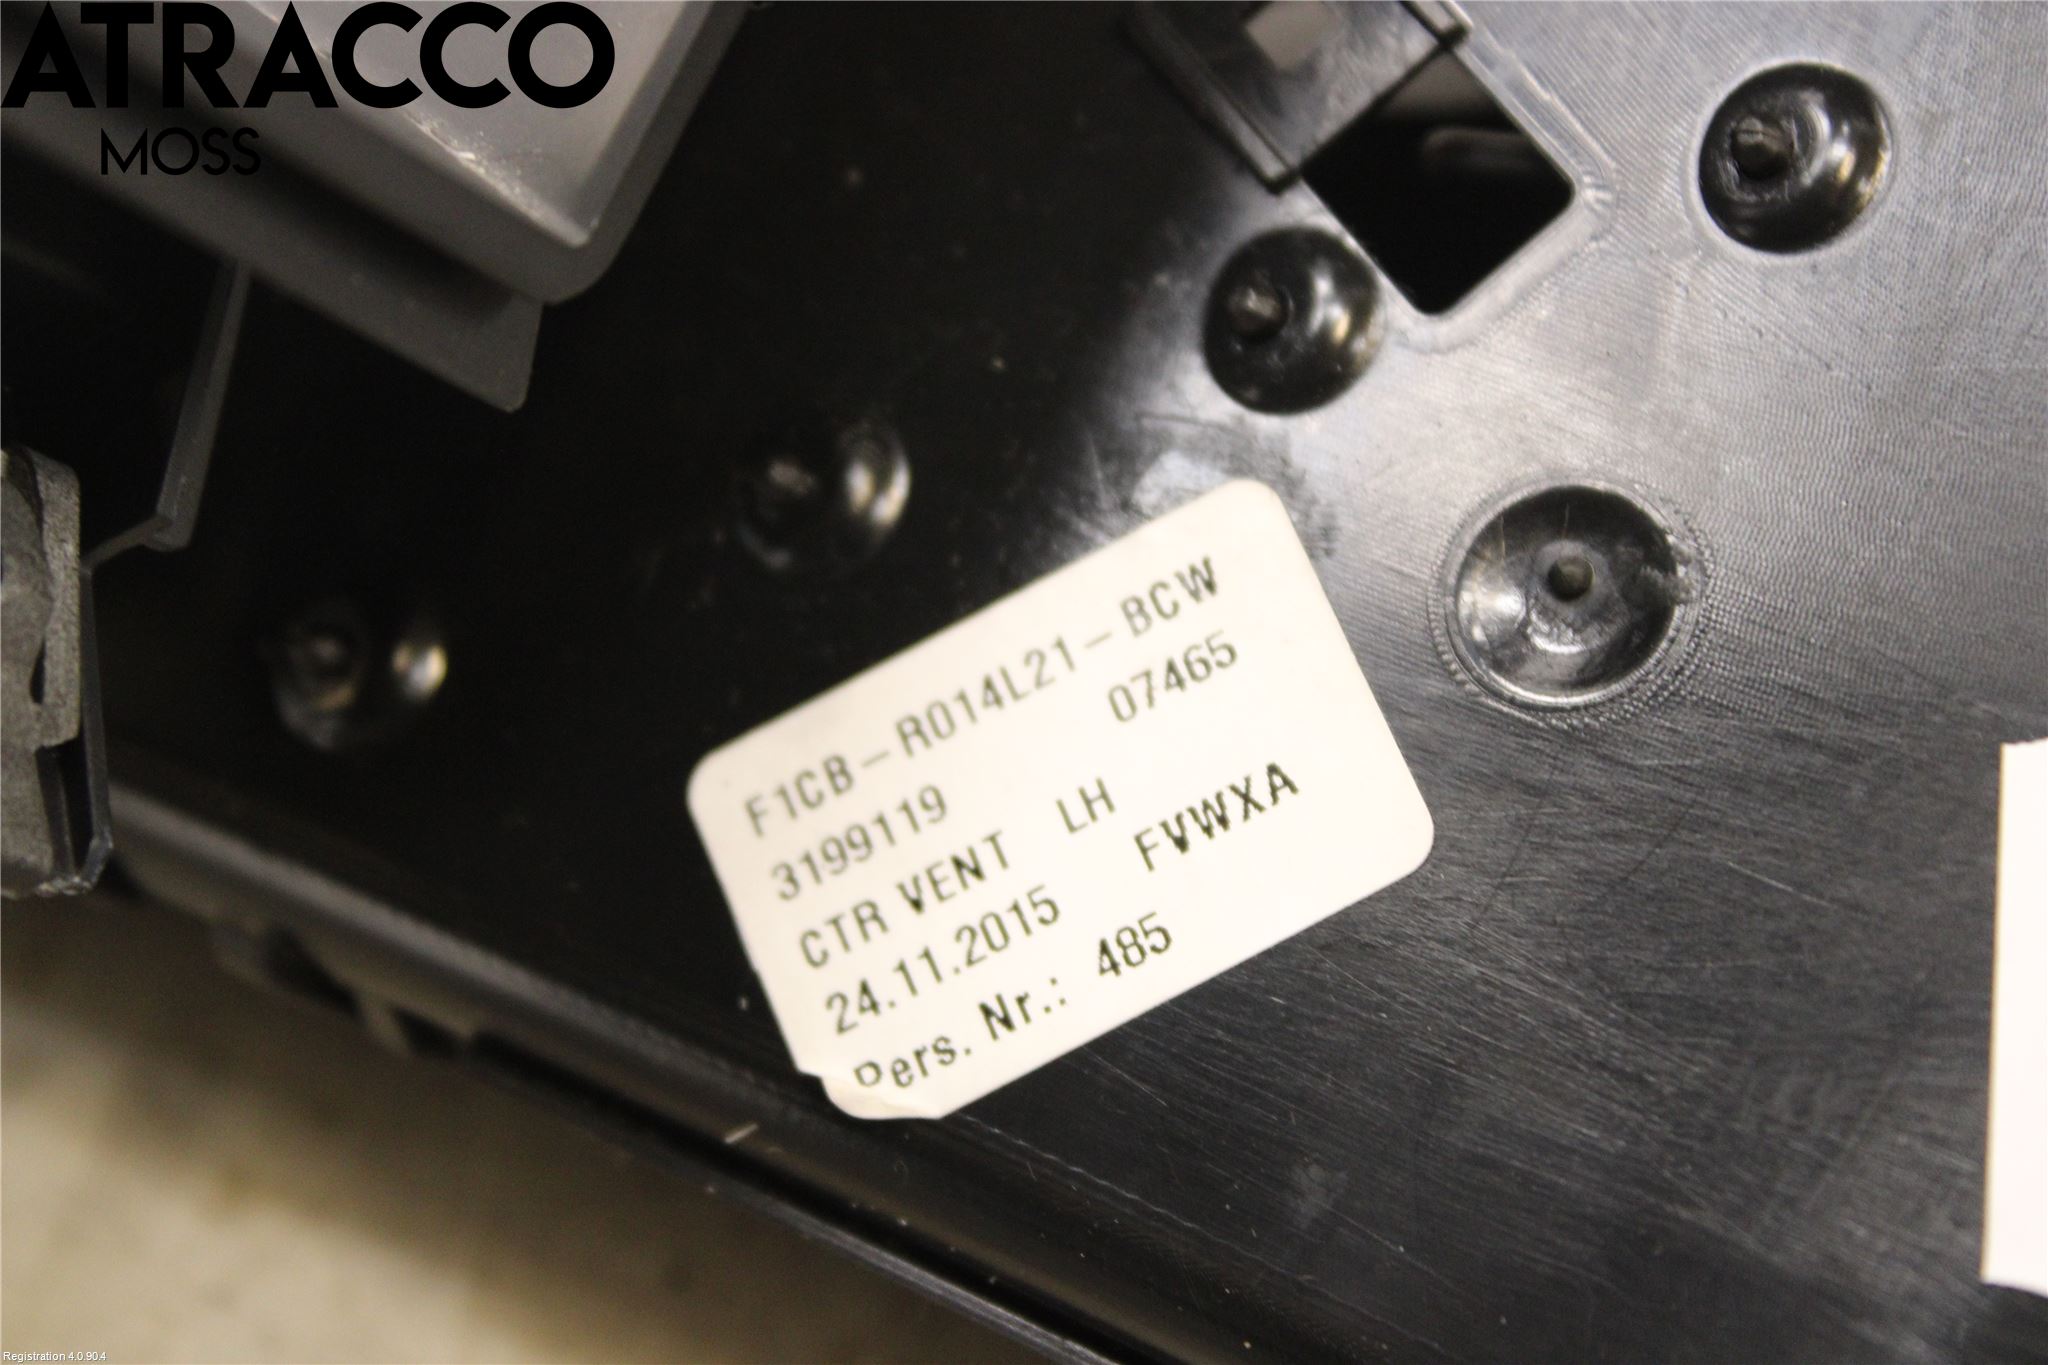 ATRACCO
MOSS
F1CB-R014L21-BCW
3199119 07465
CTR VENT LH
24.11.2015 FVWXA
Pers. Nr.: 485
Registration 4.0.90.4